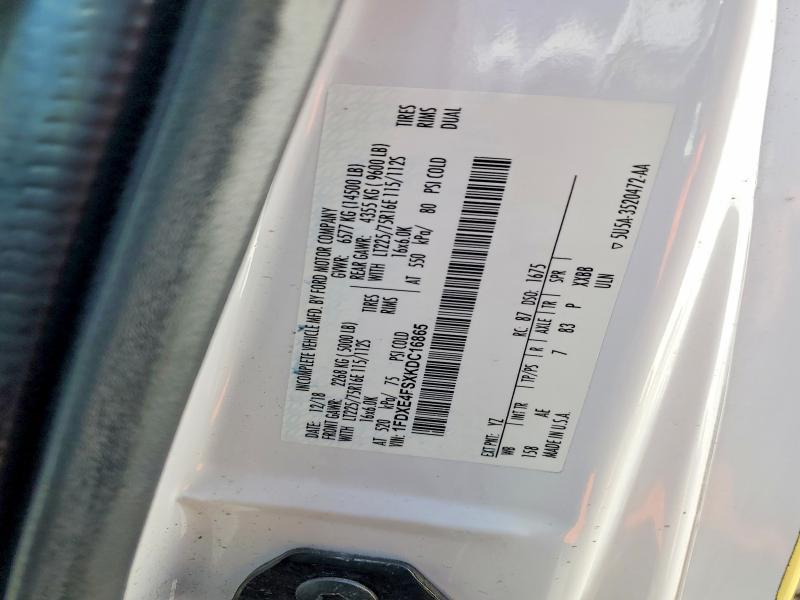 INCOMPLETE VEHICLE MFD. BY FORD MOTOR COMPANY
DATE: 12/18 GVWR: 6577 KG (14500 LB)
FRONT GAWR: 2268 KG (5000 LB) REAR GAWR: 4355 KG (9600 LB)
WITH LT225/75R16E 115/112S TIRES WITH LT225/75R16E 115/112S TIRES
16x6.0K RIMS 16x6.0K RIMS
AT 520 kPa/ 75 PSI COLD AT 550 kPa/ 80 PSI COLD DUAL
VIN: 1FDXE4FSXKDC16865
EXT PNT: YZ RC: 87 DSO: 1675
WB INT TR TP/PS R AXLE TR SPR
158 AE 7 83 P XXBB
MADE IN U.S.A. ULN
▽ 5U5A-3520472-AA